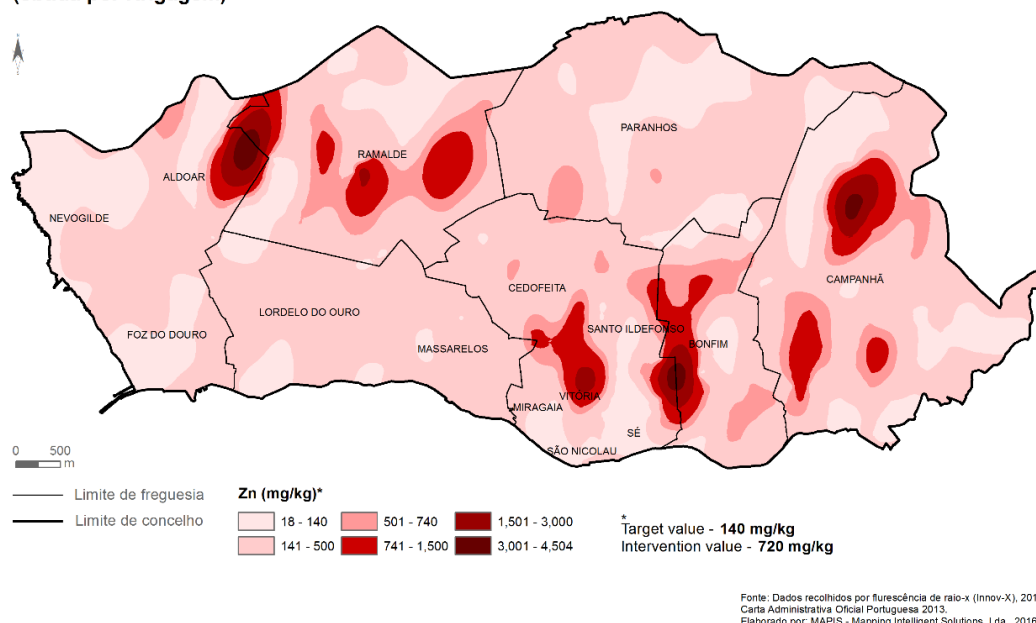 PARANHOS
RAMALDE
ALDOAR
NEVOGILDE
CAMPANHÃ
CEDOFEITA
LORDELO DO OURO
SANTO ILDEFONSO
FOZ DO DOURO
BONFIM
MASSARELOS
VITÓRIA
MIRAGAIA
SÉ
SÃO NICOLAU
0 500
m
Limite de freguesia
Limite de concelho
Zn (mg/kg)*
18 - 140
501 - 740
1,501 - 3,000
141 - 500
741 - 1,500
3,001 - 4,504
*
Target value - 140 mg/kg
Intervention value - 720 mg/kg
Fonte: Dados recolhidos por flurescência de raio-x (Innov-X), 201
Carta Administrativa Oficial Portuguesa 2013.
Elaborado por: MAPIS - Mapping Intelligent Solutions, Lda., 2016